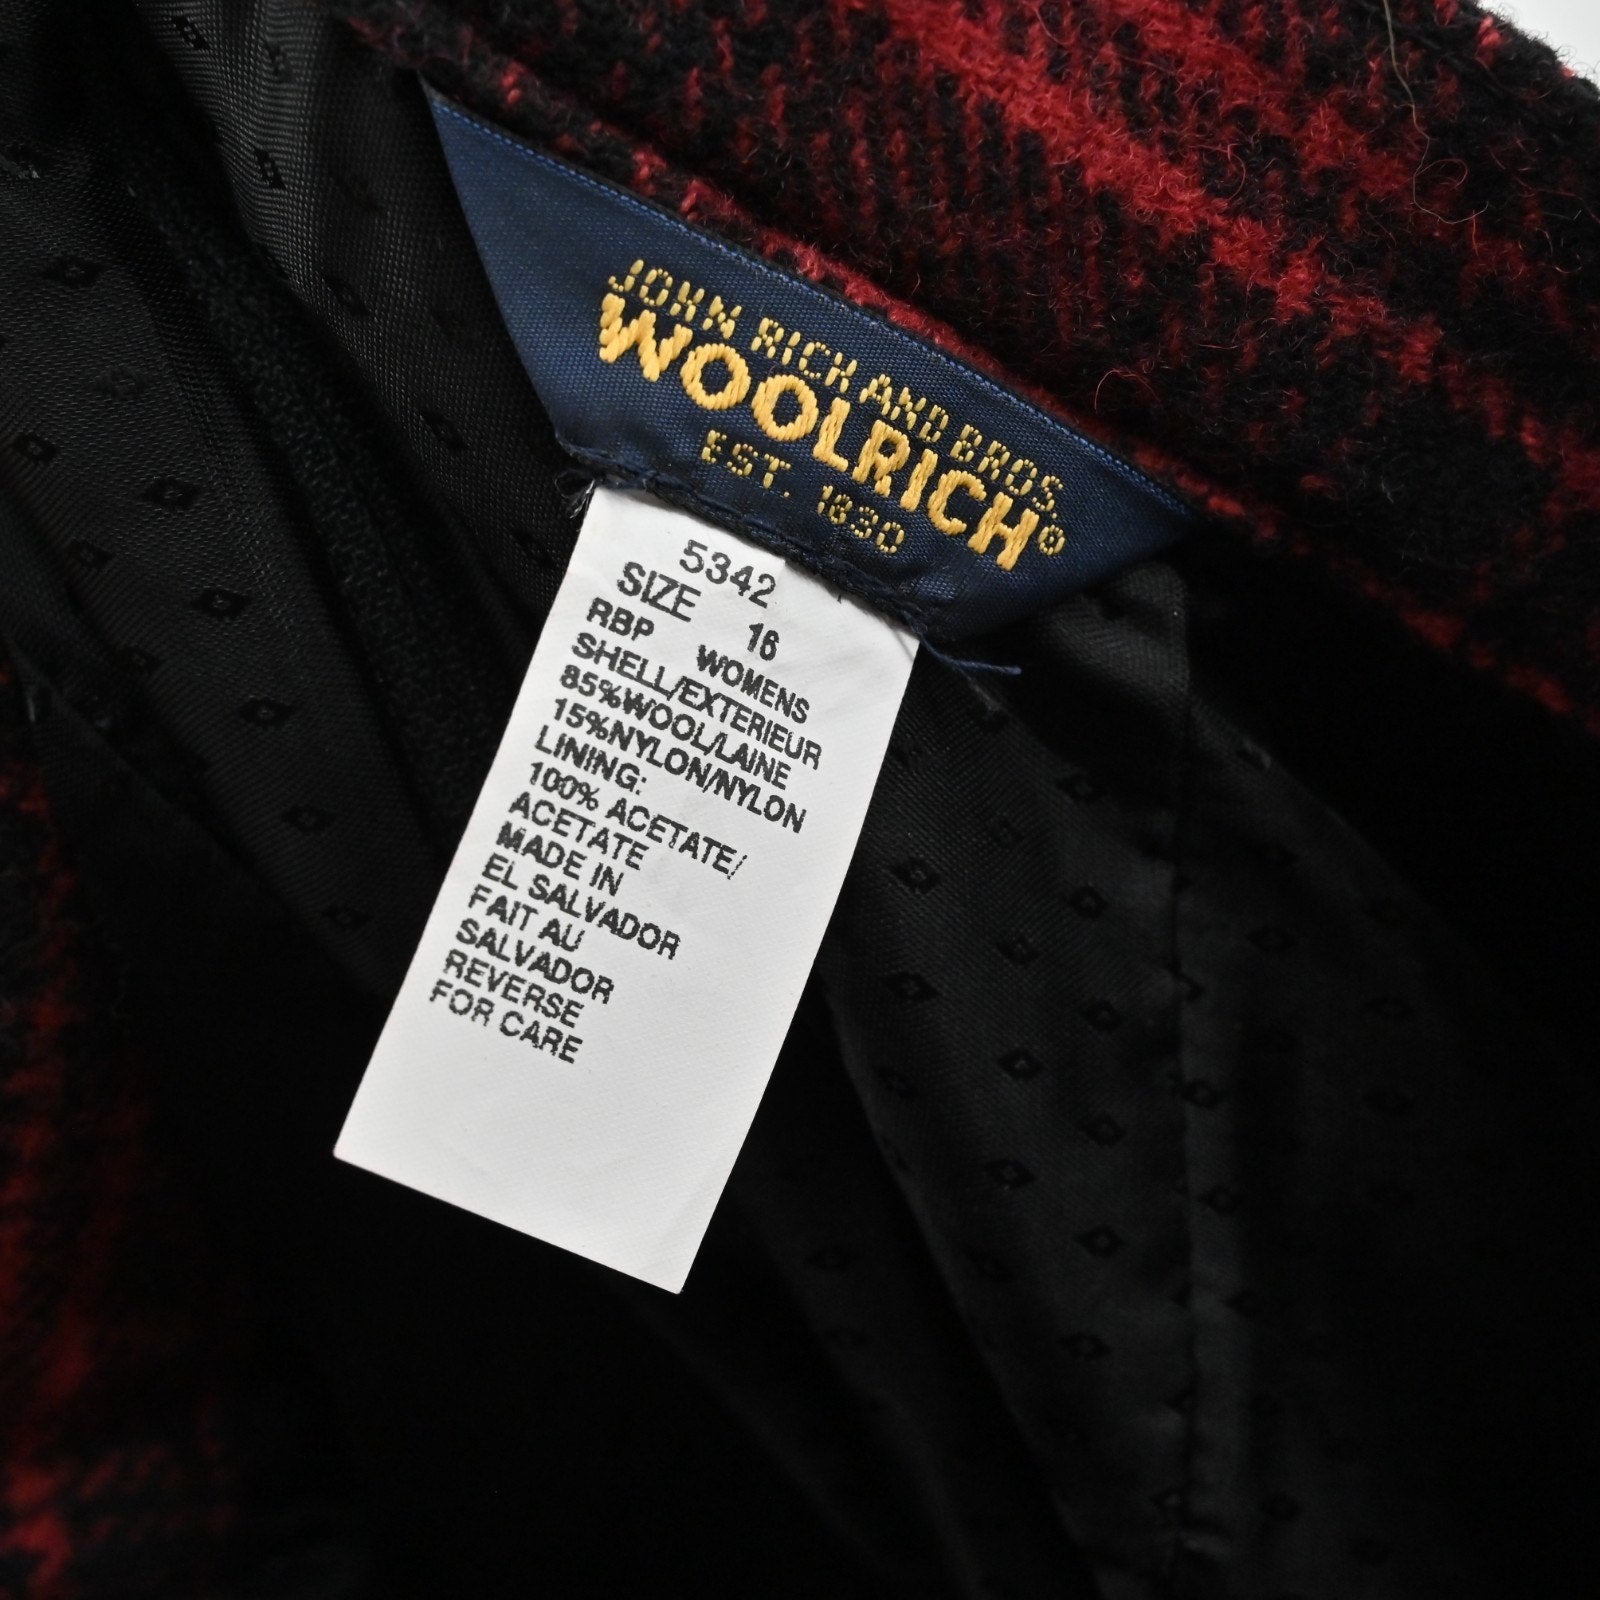 JOHN RICH AND BROS.
WOOLRICH®
EST. 1830
5342
SIZE 16
RBP WOMENS
SHELL/EXTERIEUR
85%WOOL/LAINE
15%NYLON/NYLON
LINING:
100% ACETATE/
ACETATE
MADE IN
EL SALVADOR
FAIT AU
SALVADOR
REVERSE
FOR CARE